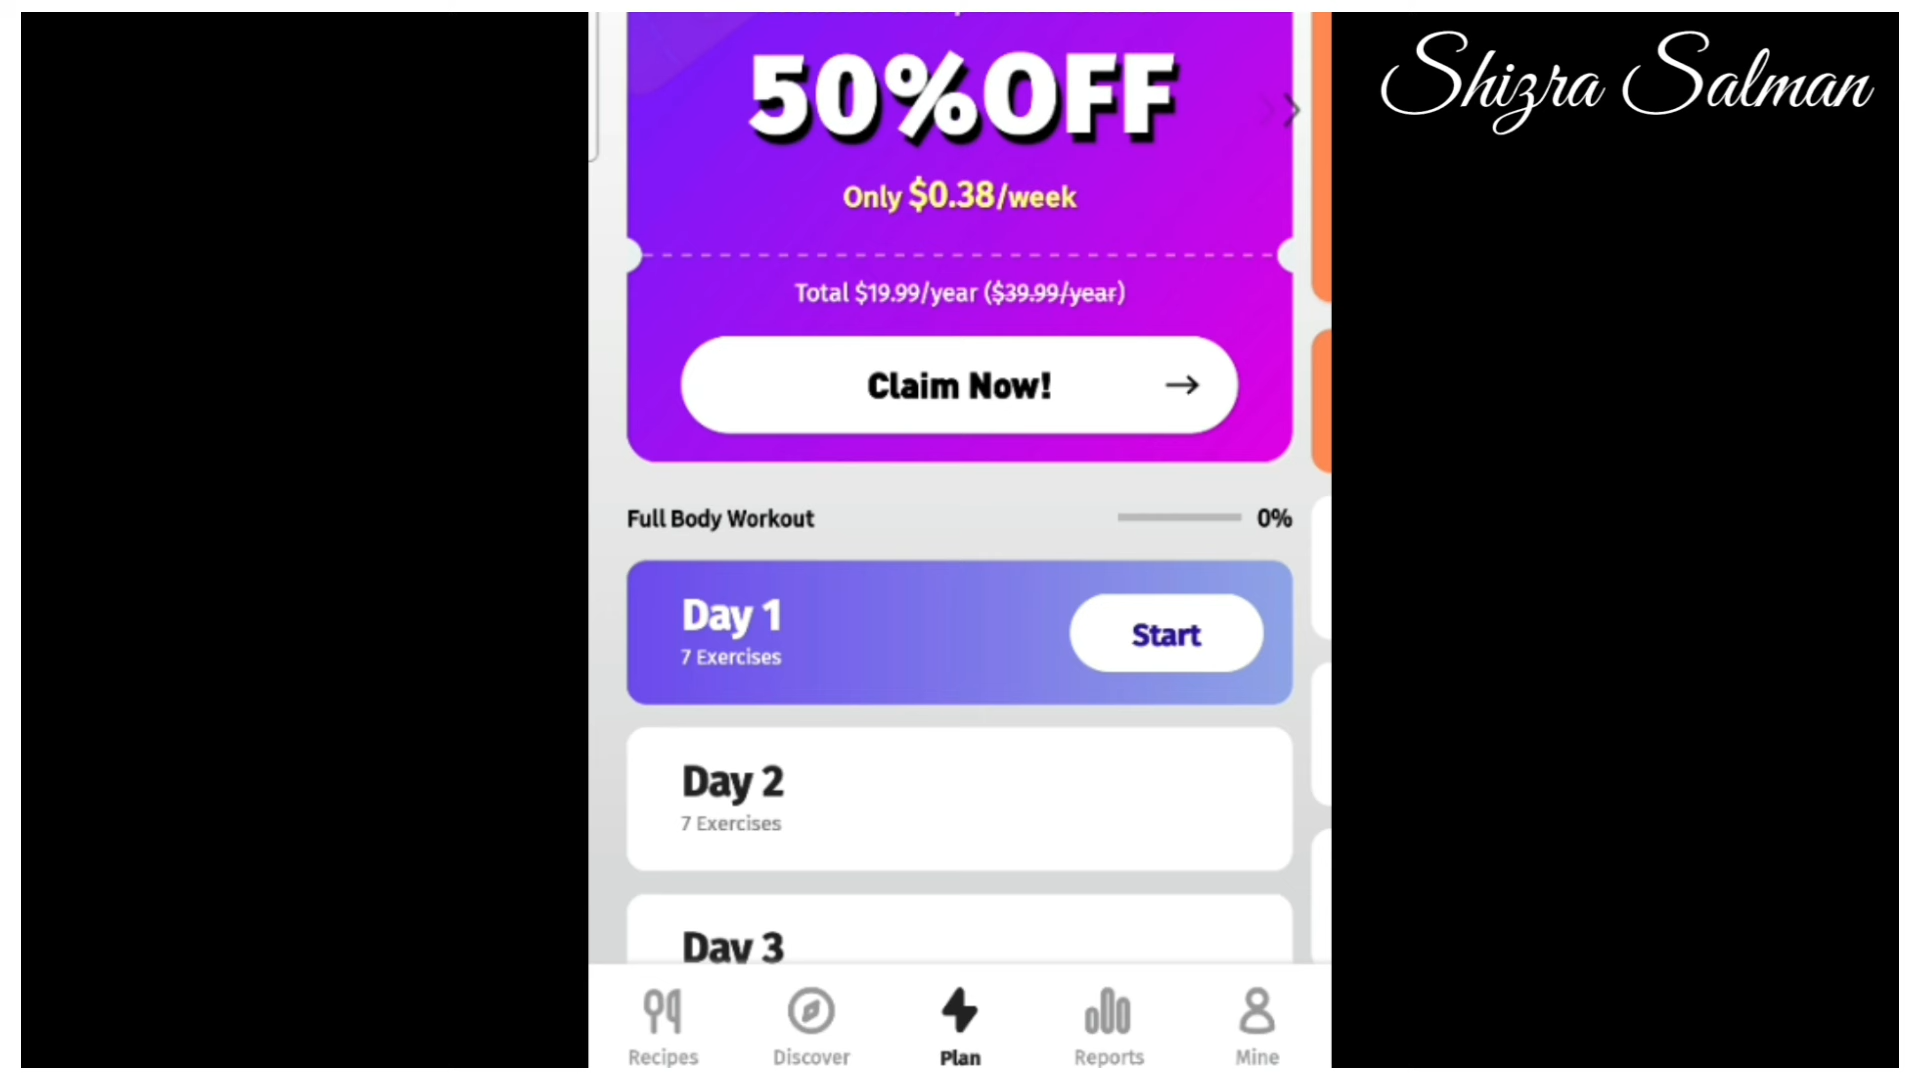 Shizra Salman
50%OFF
Only $0.38/week
Total $19.99/year ($39.99/year)
Claim Now!
Full Body Workout 0%
Day 1
7 Exercises
Start
Day 2
7 Exercises
Day 3
Recipes Discover Plan Reports Mine